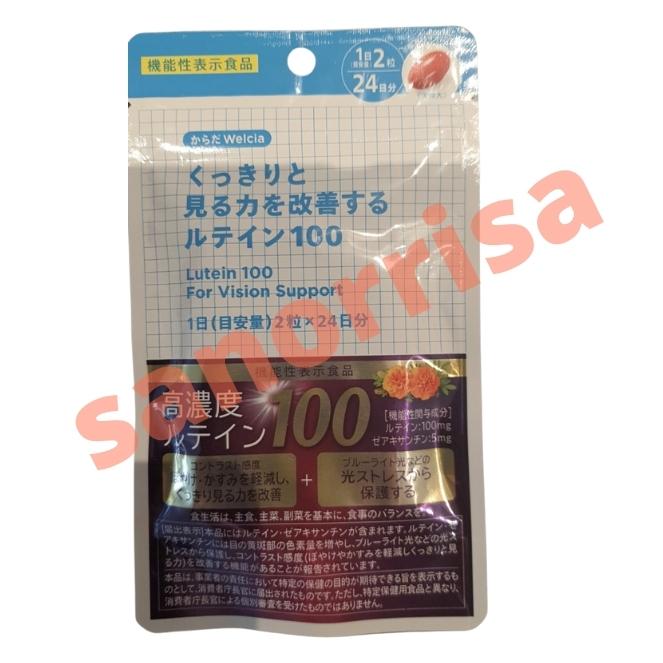 機能性表示食品
1日
(目安量)
2粒
24日分
からだWelcia
くっきりと
見る力を改善する
ルテイン100
Lutein 100
For Vision Support
1日(目安量)2粒×24日分
機能性表示食品
高濃度
ルテイン100
[機能性関与成分]
ルテイン:100mg
ゼアキサンチン:5mg
コントラスト感度
ぼやけ・かすみを軽減し、
くっきり見る力を改善
+
ブルーライト光などの
光ストレスから
保護する
食生活は、主食、主菜、副菜を基本に、食事のバランスを。
[届出表示]本品にはルテイン・ゼアキサンチンが含まれます。ルテイン・ゼ
アキサンチンには目の黄斑部の色素量を増やし、ブルーライト光などの光ス
トレスから保護し、コントラスト感度(ぼやけやかすみを軽減しくっきりと見
る力)を改善する機能があることが報告されています。
本品は、事業者の責任において特定の保健の目的が期待できる旨を表示するも
のとして、消費者庁長官に届出されたものです。ただし、特定保健用食品と異なり、
消費者庁長官による個別審査を受けたものではありません。
sanorrisa